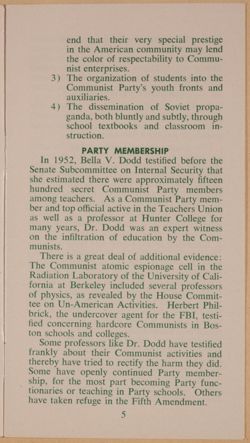 end that their very special prestige
in the American community may lend
the color of respectability to Commu-
nist enterprises.
3) The organization of students into the
Communist Party's youth fronts and
auxiliaries.
4) The dissemination of Soviet propa-
ganda, both bluntly and subtly, through
school textbooks and classroom in-
struction.
PARTY MEMBERSHIP
In 1952, Bella V. Dodd testified before the
Senate Subcommittee on Internal Security that
she estimated there were approximately fifteen
hundred secret Communist Party members
among teachers. As a Communist Party mem-
ber and top official active in the Teachers Union
as well as a professor at Hunter College for
many years, Dr. Dodd was an expert witness
on the infiltration of education by the Com-
munists.
There is a great deal of additional evidence:
The Communist atomic espionage cell in the
Radiation Laboratory of the University of Cali-
fornia at Berkeley included several professors
of physics, as revealed by the House Commit-
tee on Un-American Activities. Herbert Phil-
brick, the undercover agent for the FBI, testi-
fied concerning hardcore Communists in Bos-
ton schools and colleges.
Some professors like Dr. Dodd have testified
frankly about their Communist activities and
thereby have tried to rectify the harm they did.
Some have openly continued Party member-
ship, for the most part becoming Party func-
tionaries or teaching in Party schools. Others
have taken refuge in the Fifth Amendment.
5